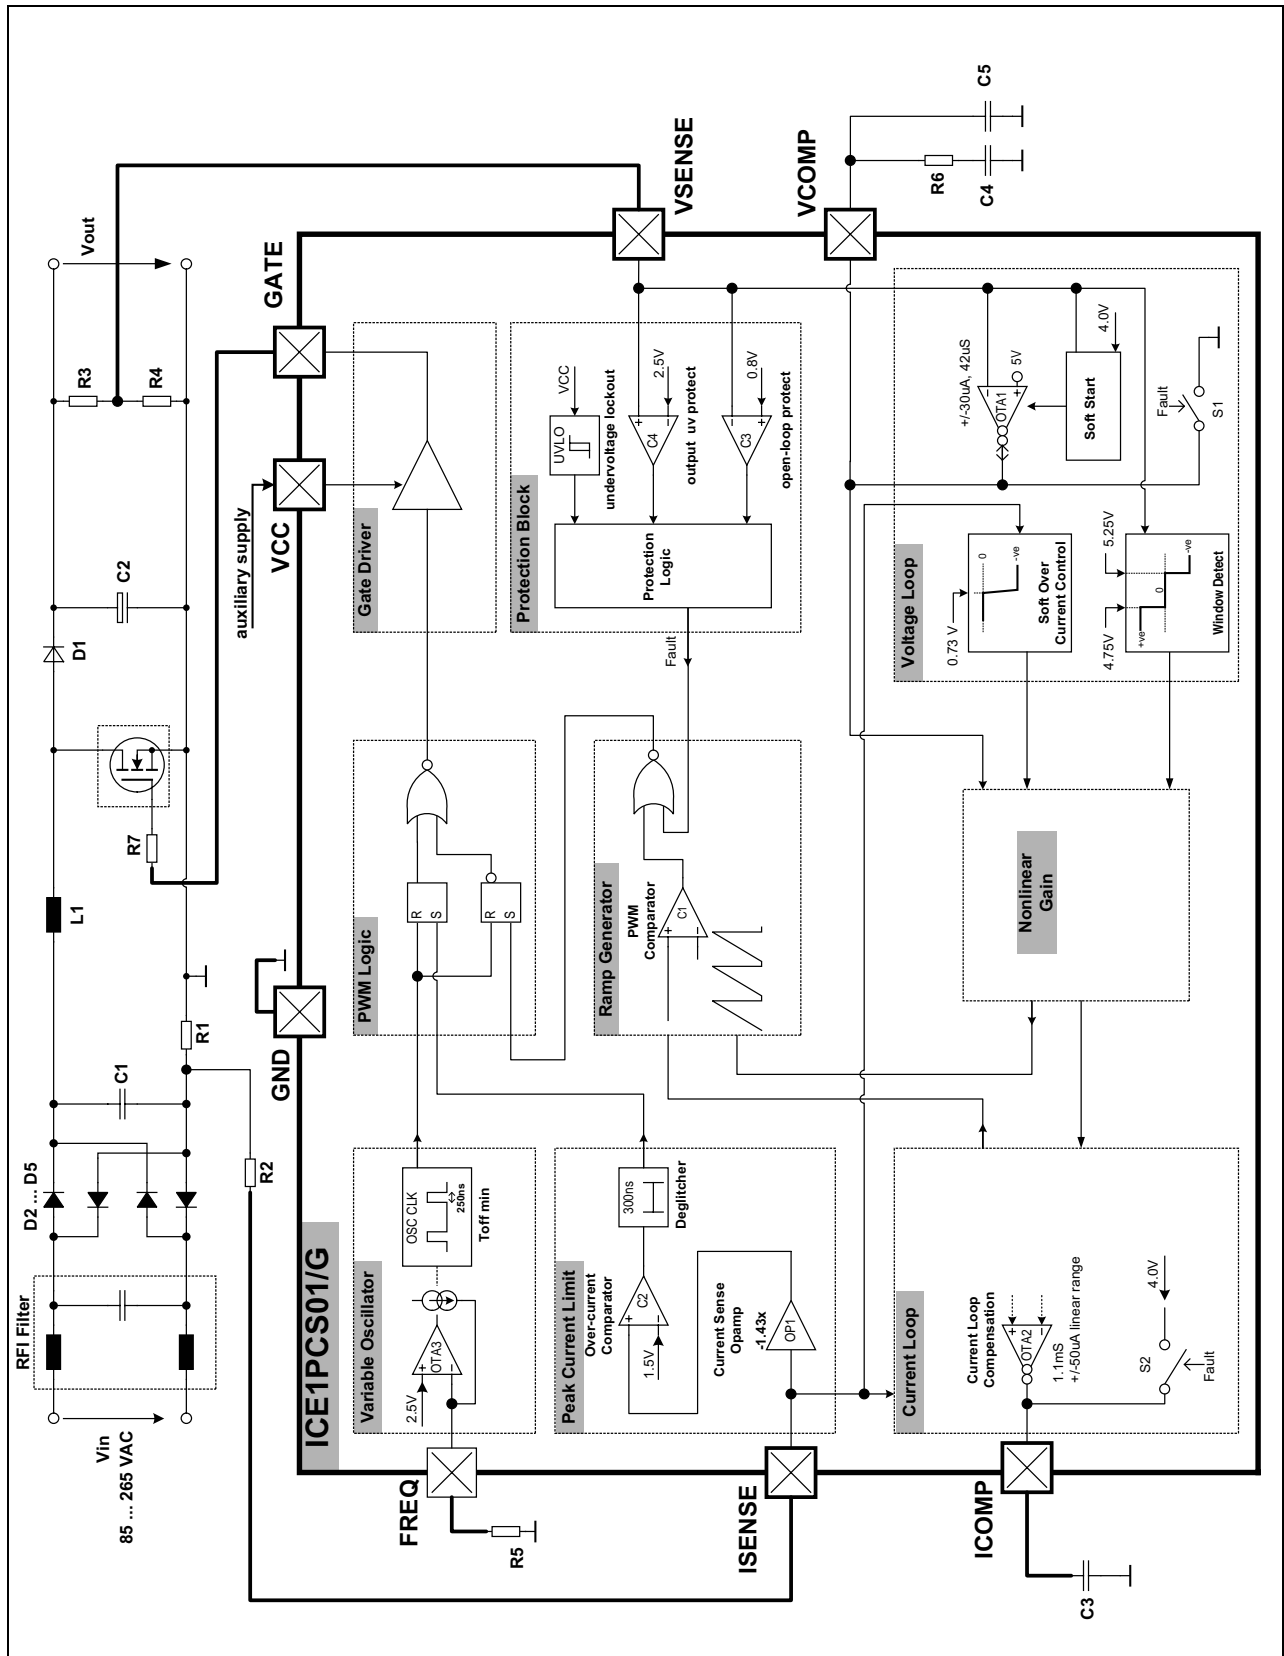 Vin
85 ... 265 VAC
RFI Filter
D2 ... D5
C1
R1
R2
L1
R7
D1
C2
R3
R4
Vout
auxiliary supply
GND
VCC
GATE
ICE1PCS01/G
FREQ
R5
Variable Oscillator
2.5V
+
−
OTA3
OSC CLK
250ns
Toff min
PWM Logic
R
S
R
S
Gate Driver
Peak Current Limit
Over-current
Comparator
1.5V
+
−
C2
300ns
Deglitcher
Current Sense
Opamp
-1.43x
OP1
ISENSE
Ramp Generator
PWM
Comparator
C1
+
−
Protection Block
Fault
Protection
Logic
UVLO
VCC
undervoltage lockout
C4
+
−
2.5V
output uv protect
C3
−
+
0.8V
open-loop protect
VSENSE
VCOMP
R6
C4
C5
Current Loop
Current Loop
Compensation
OTA2
+
−
1.1mS
+/-50uA linear range
S2
4.0V
Fault
ICOMP
C3
Nonlinear
Gain
Voltage Loop
0.73 V
0
-ve
Soft Over
Current Control
4.75V
5.25V
+ve
0
-ve
Window Detect
+/-30uA, 42uS
OTA1
−
+
5V
Soft Start
4.0V
Fault
S1